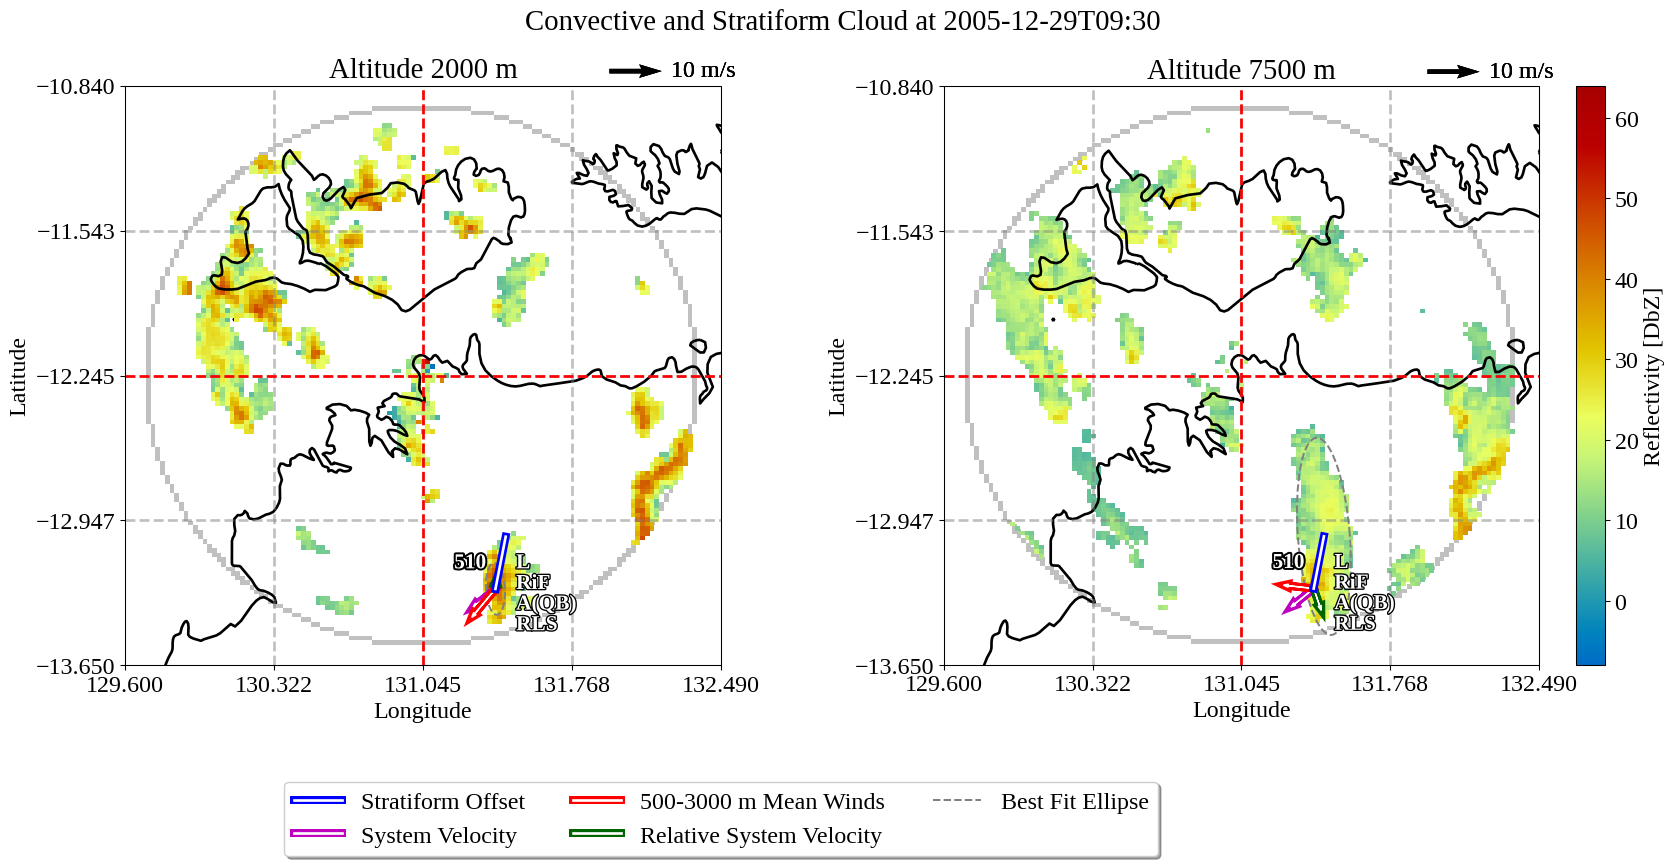 Convective and Stratiform Cloud at 2005-12-29T09:30
Altitude 2000 m
10 m/s
−10.840
−11.543
−12.245
−12.947
−13.650
Latitude
510
L
RiF
A(QB)
RLS
129.600
130.322
131.045
131.768
132.490
Longitude
Altitude 7500 m
10 m/s
−10.840
−11.543
−12.245
−12.947
−13.650
Latitude
510
L
RiF
A(QB)
RLS
129.600
130.322
131.045
131.768
132.490
Longitude
60
50
40
30
20
10
0
Reflectivity [DbZ]
Stratiform Offset
System Velocity
500-3000 m Mean Winds
Relative System Velocity
Best Fit Ellipse